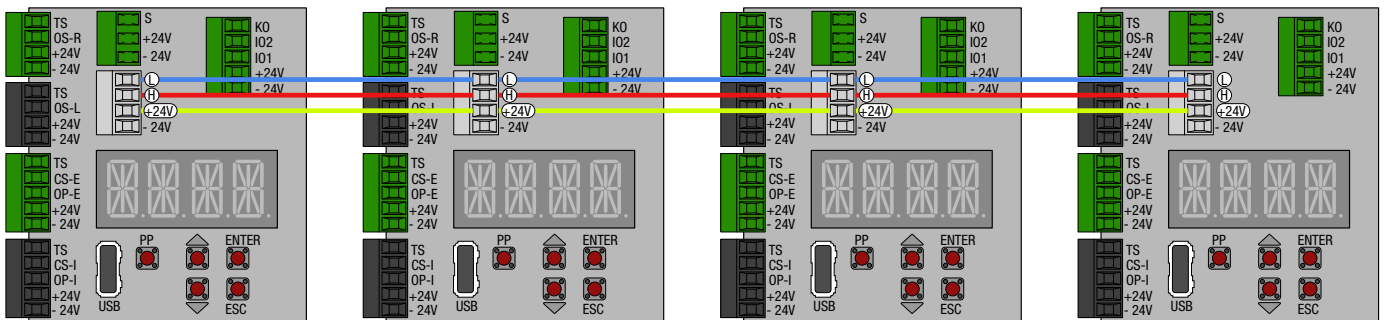 TS
OS-R
+24V
- 24V
S
+24V
- 24V
KO
IO2
IO1
+24V
- 24V
L
H
+24V
- 24V
TS
OS-L
+24V
- 24V
TS
CS-E
OP-E
+24V
- 24V
TS
CS-I
OP-I
+24V
- 24V
PP
ENTER
USB
ESC
TS
OS-R
+24V
- 24V
S
+24V
- 24V
KO
IO2
IO1
+24V
- 24V
L
H
+24V
- 24V
TS
OS-L
+24V
- 24V
TS
CS-E
OP-E
+24V
- 24V
TS
CS-I
OP-I
+24V
- 24V
PP
ENTER
USB
ESC
TS
OS-R
+24V
- 24V
S
+24V
- 24V
KO
IO2
IO1
+24V
- 24V
L
H
+24V
- 24V
TS
OS-L
+24V
- 24V
TS
CS-E
OP-E
+24V
- 24V
TS
CS-I
OP-I
+24V
- 24V
PP
ENTER
USB
ESC
TS
OS-R
+24V
- 24V
S
+24V
- 24V
KO
IO2
IO1
+24V
- 24V
L
H
+24V
- 24V
TS
OS-L
+24V
- 24V
TS
CS-E
OP-E
+24V
- 24V
TS
CS-I
OP-I
+24V
- 24V
PP
ENTER
USB
ESC